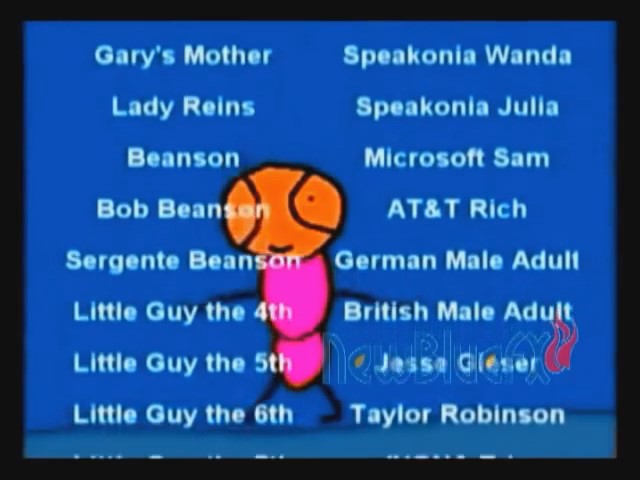 Gary's Mother Speakonia Wanda
Lady Reins Speakonia Julia
Beanson Microsoft Sam
Bob Beanson AT&T Rich
Sergente Beanson German Male Adult
Little Guy the 4th British Male Adult
Little Guy the 5th Jesse Gieser
NewBlueFX
Little Guy the 6th Taylor Robinson